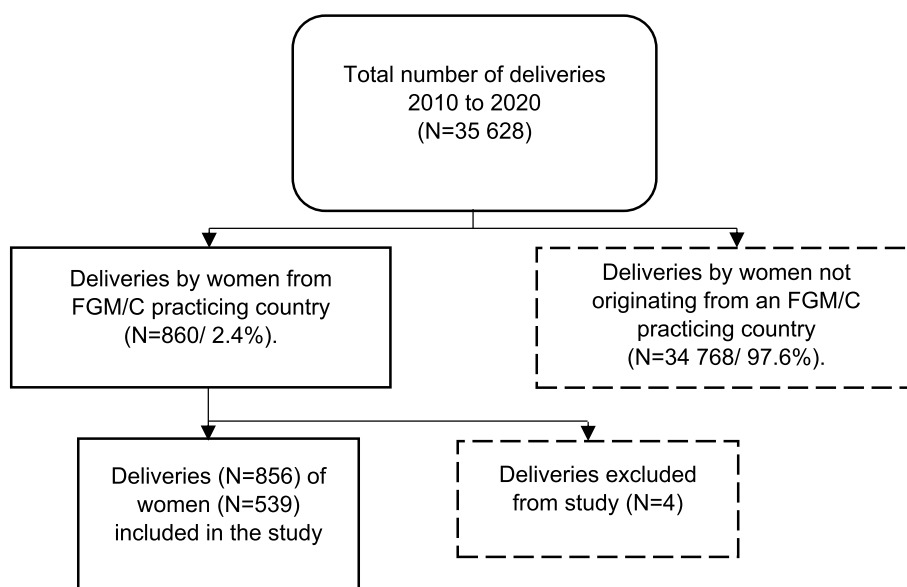 Total number of deliveries
2010 to 2020
(N=35 628)
Deliveries by women from
FGM/C practicing country
(N=860/ 2.4%).
Deliveries by women not
originating from an FGM/C
practicing country
(N=34 768/ 97.6%).
Deliveries (N=856) of
women (N=539)
included in the study
Deliveries excluded
from study (N=4)